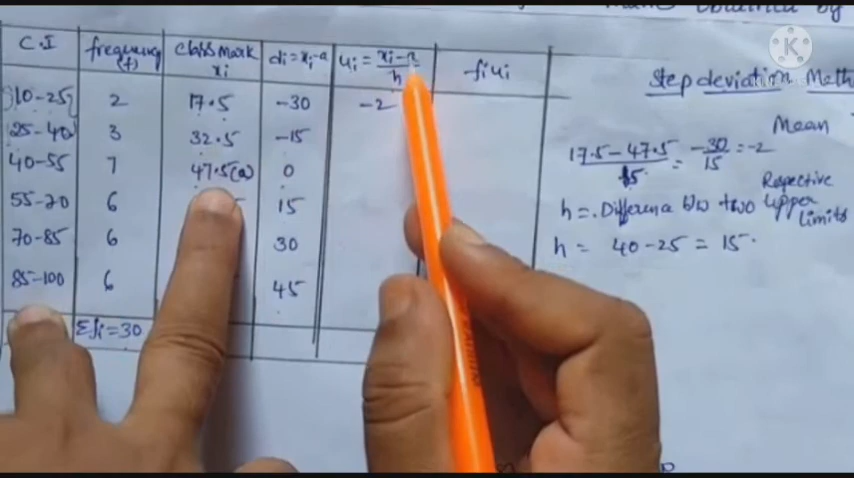 marks obtained by
C.I frequency (f) Class Mark xi di=xi-a ui=xi-a/h fiui
10-25 2 17.5 -30 -2
25-40 3 32.5 -15
40-55 7 47.5(a) 0
55-70 6 15
70-85 6 30
85-100 6 45
Σfi=30
K
Step deviation Meth
Mean
17.5-47.5/15 = -30/15 = -2
h = Difference b/w two Respective Upper limits
h = 40-25 = 15.